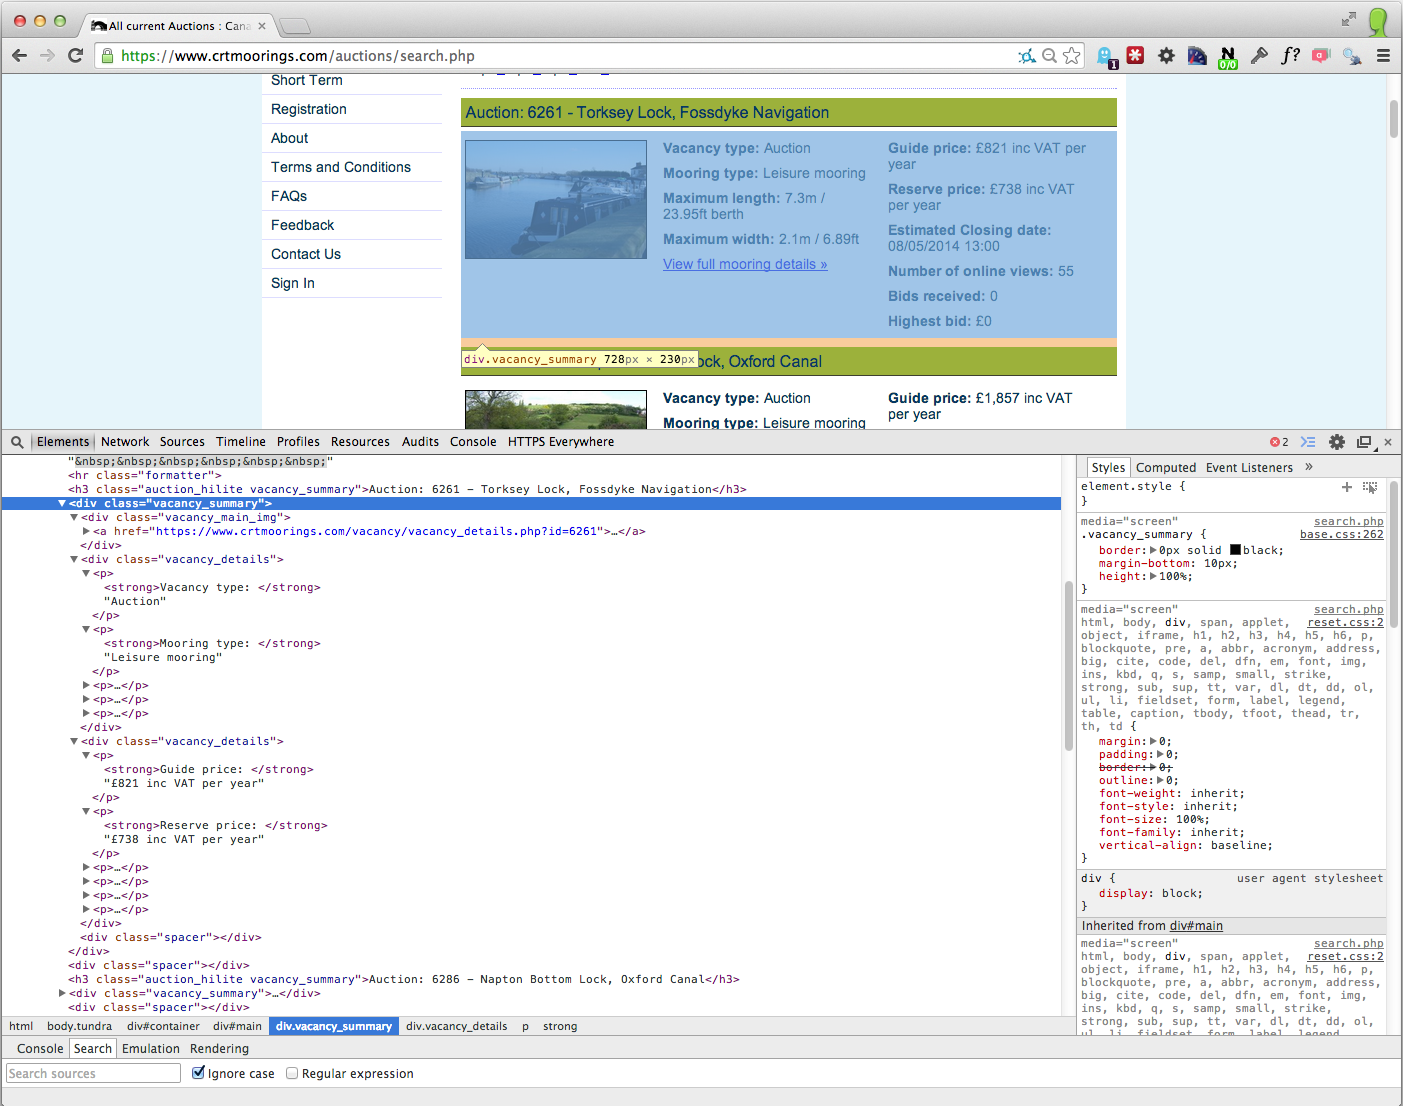 All current Auctions : Cana
https://www.crtmoorings.com/auctions/search.php
1
0/0
f?
Short Term
Registration
About
Terms and Conditions
FAQs
Feedback
Contact Us
Sign In
Auction: 6261 - Torksey Lock, Fossdyke Navigation
Vacancy type: Auction
Mooring type: Leisure mooring
Maximum length: 7.3m /
23.95ft berth
Maximum width: 2.1m / 6.89ft
View full mooring details »
Guide price: £821 inc VAT per
year
Reserve price: £738 inc VAT
per year
Estimated Closing date:
08/05/2014 13:00
Number of online views: 55
Bids received: 0
Highest bid: £0
div.vacancy_summary 728px × 230px
ock, Oxford Canal
Vacancy type: Auction
Mooring type: Leisure mooring
Guide price: £1,857 inc VAT
per year
Elements Network Sources Timeline Profiles Resources Audits Console HTTPS Everywhere
2
"&nbsp;&nbsp;&nbsp;&nbsp;&nbsp;&nbsp;"
<hr class="formatter">
<h3 class="auction_hilite vacancy_summary">Auction: 6261 - Torksey Lock, Fossdyke Navigation</h3>
▼<div class="vacancy_summary">
▼<div class="vacancy_main_img">
▶<a href="https://www.crtmoorings.com/vacancy/vacancy_details.php?id=6261">…</a>
</div>
▼<div class="vacancy_details">
▼<p>
<strong>Vacancy type: </strong>
"Auction"
</p>
▼<p>
<strong>Mooring type: </strong>
"Leisure mooring"
</p>
▶<p>…</p>
▶<p>…</p>
▶<p>…</p>
</div>
▼<div class="vacancy_details">
▼<p>
<strong>Guide price: </strong>
"£821 inc VAT per year"
</p>
▼<p>
<strong>Reserve price: </strong>
"£738 inc VAT per year"
</p>
▶<p>…</p>
▶<p>…</p>
▶<p>…</p>
▶<p>…</p>
</div>
<div class="spacer"></div>
</div>
<div class="spacer"></div>
<h3 class="auction_hilite vacancy_summary">Auction: 6286 - Napton Bottom Lock, Oxford Canal</h3>
▶<div class="vacancy_summary">…</div>
<div class="spacer"></div>
html body.tundra div#container div#main div.vacancy_summary div.vacancy_details p strong
Styles Computed Event Listeners »
element.style {
}
media="screen" search.php
.vacancy_summary { base.css:262
border:▶0px solid black;
margin-bottom: 10px;
height:▶100%;
}
media="screen" search.php
html, body, div, span, applet, reset.css:2
object, iframe, h1, h2, h3, h4, h5, h6, p,
blockquote, pre, a, abbr, acronym, address,
big, cite, code, del, dfn, em, font, img,
ins, kbd, q, s, samp, small, strike,
strong, sub, sup, tt, var, dl, dt, dd, ol,
ul, li, fieldset, form, label, legend,
table, caption, tbody, tfoot, thead, tr,
th, td {
margin:▶0;
padding:▶0;
border:▶0;
outline:▶0;
font-weight: inherit;
font-style: inherit;
font-size: 100%;
font-family: inherit;
vertical-align: baseline;
}
div { user agent stylesheet
display: block;
}
Inherited from div#main
media="screen" search.php
html, body, div, span, applet, reset.css:2
object, iframe, h1, h2, h3, h4, h5, h6, p,
blockquote, pre, a, abbr, acronym, address,
big, cite, code, del, dfn, em, font, img,
ins, kbd, q, s, samp, small, strike,
strong, sub, sup, tt, var, dl, dt, dd, ol,
ul, li, fieldset, form, label, legend,
Console Search Emulation Rendering
Search sources
Ignore case Regular expression